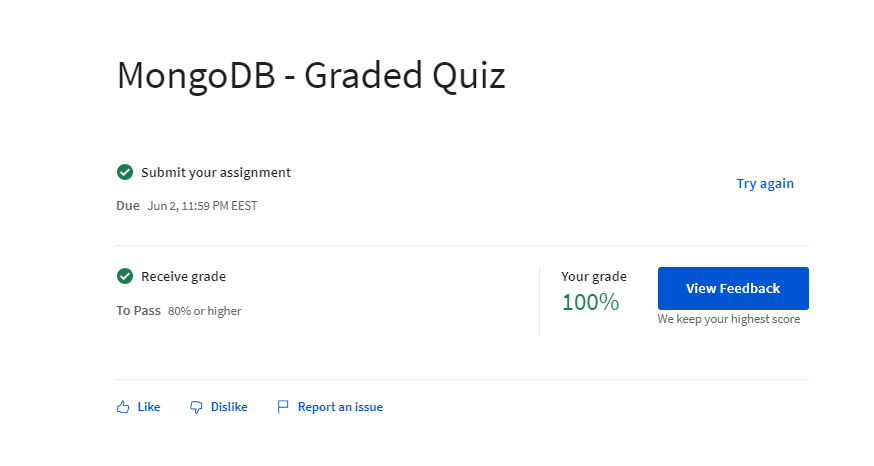 MongoDB - Graded Quiz
Submit your assignment
Try again
Due Jun 2, 11:59 PM EEST
Receive grade
Your grade
View Feedback
100%
To Pass 80% or higher
We keep your highest score
Like Dislike Report an issue